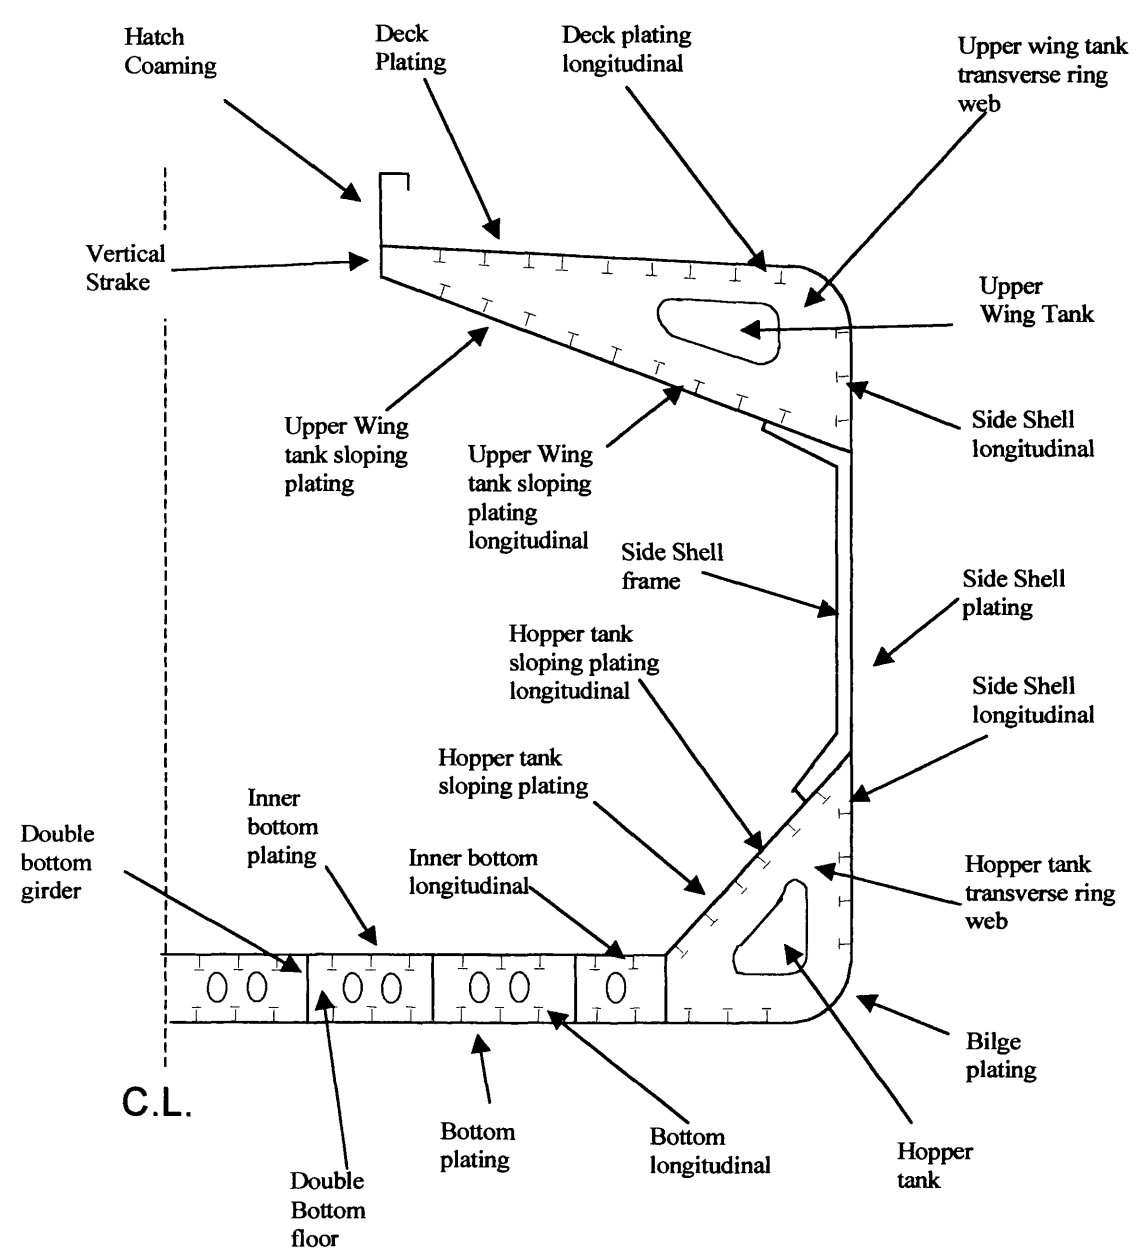 Hatch
Coaming
Deck
Plating
Deck plating
longitudinal
Upper wing tank
transverse ring
web
Vertical
Strake
Upper
Wing Tank
Upper Wing
tank sloping
plating
Upper Wing
tank sloping
plating
longitudinal
Side Shell
longitudinal
Side Shell
frame
Side Shell
plating
Hopper tank
sloping plating
longitudinal
Side Shell
longitudinal
Hopper tank
sloping plating
Inner
bottom
plating
Double
bottom
girder
Inner bottom
longitudinal
Hopper tank
transverse ring
web
Bilge
plating
C.L.
Bottom
plating
Bottom
longitudinal
Hopper
tank
Double
Bottom
floor